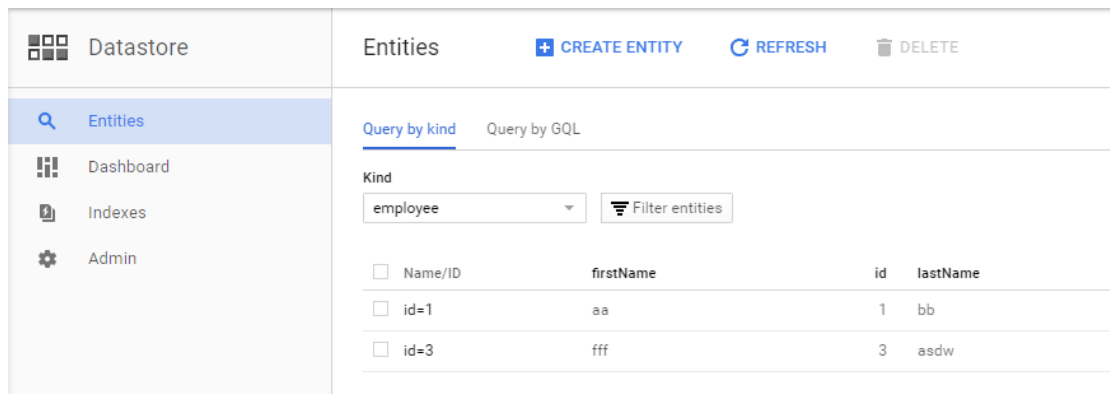 Datastore
Entities CREATE ENTITY REFRESH DELETE
Entities
Dashboard
Indexes
Admin
Query by kind Query by GQL
Kind
employee Filter entities
Name/ID firstName id lastName
id=1 aa 1 bb
id=3 fff 3 asdw